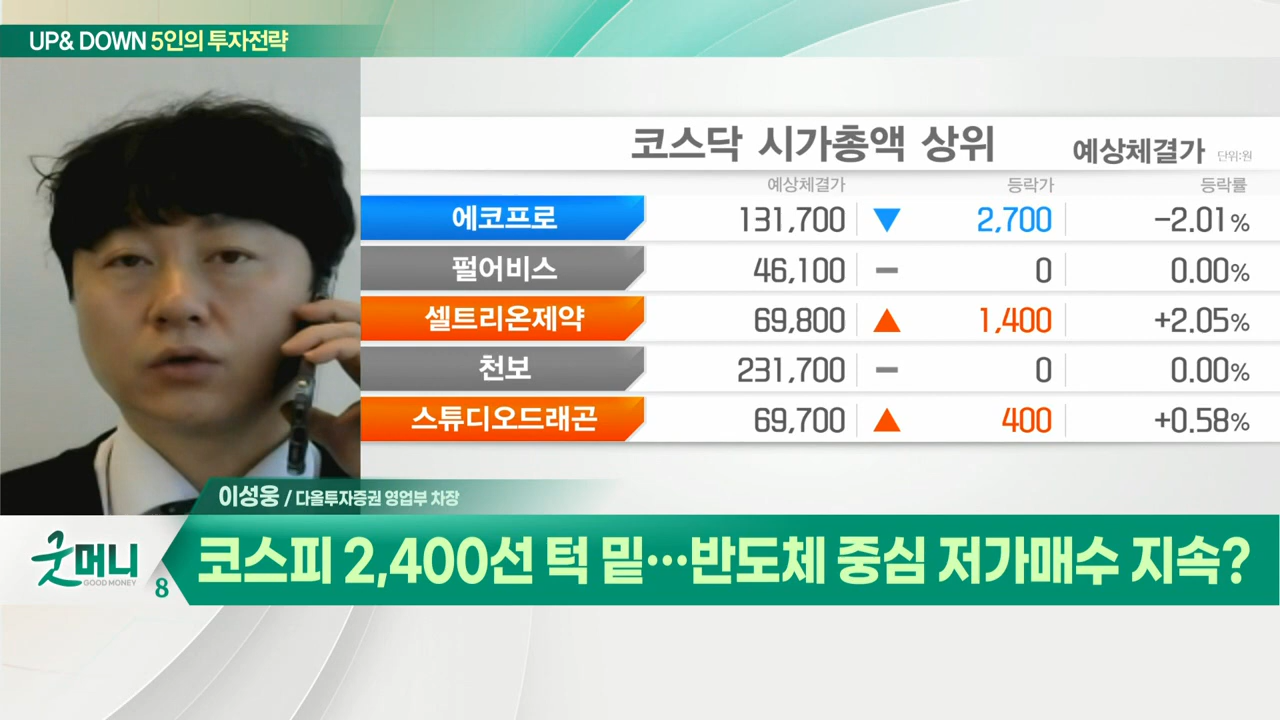 UP& DOWN 5인의 투자전략
코스닥 시가총액 상위 예상체결가 단위:원
예상체결가 등락가 등락률
에코프로 131,700 ▼ 2,700 -2.01%
펄어비스 46,100 - 0 0.00%
셀트리온제약 69,800 ▲ 1,400 +2.05%
천보 231,700 - 0 0.00%
스튜디오드래곤 69,700 ▲ 400 +0.58%
이성웅 / 다올투자증권 영업부 차장
굿머니
GOOD MONEY
8
코스피 2,400선 턱 밑…반도체 중심 저가매수 지속?